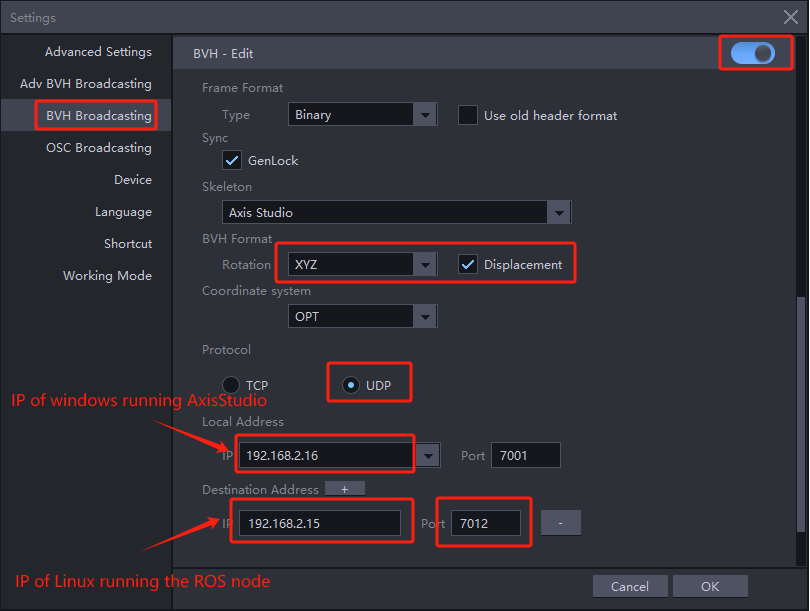 Settings
Advanced Settings
Adv BVH Broadcasting
BVH Broadcasting
OSC Broadcasting
Device
Language
Shortcut
Working Mode
BVH - Edit
Frame Format
Type Binary Use old header format
Sync
GenLock
Skeleton
Axis Studio
BVH Format
Rotation XYZ Displacement
Coordinate system
OPT
Protocol
TCP UDP
IP of windows running AxisStudio
Local Address
IP 192.168.2.16 Port 7001
Destination Address +
IP 192.168.2.15 Port 7012 -
IP of Linux running the ROS node
Cancel OK